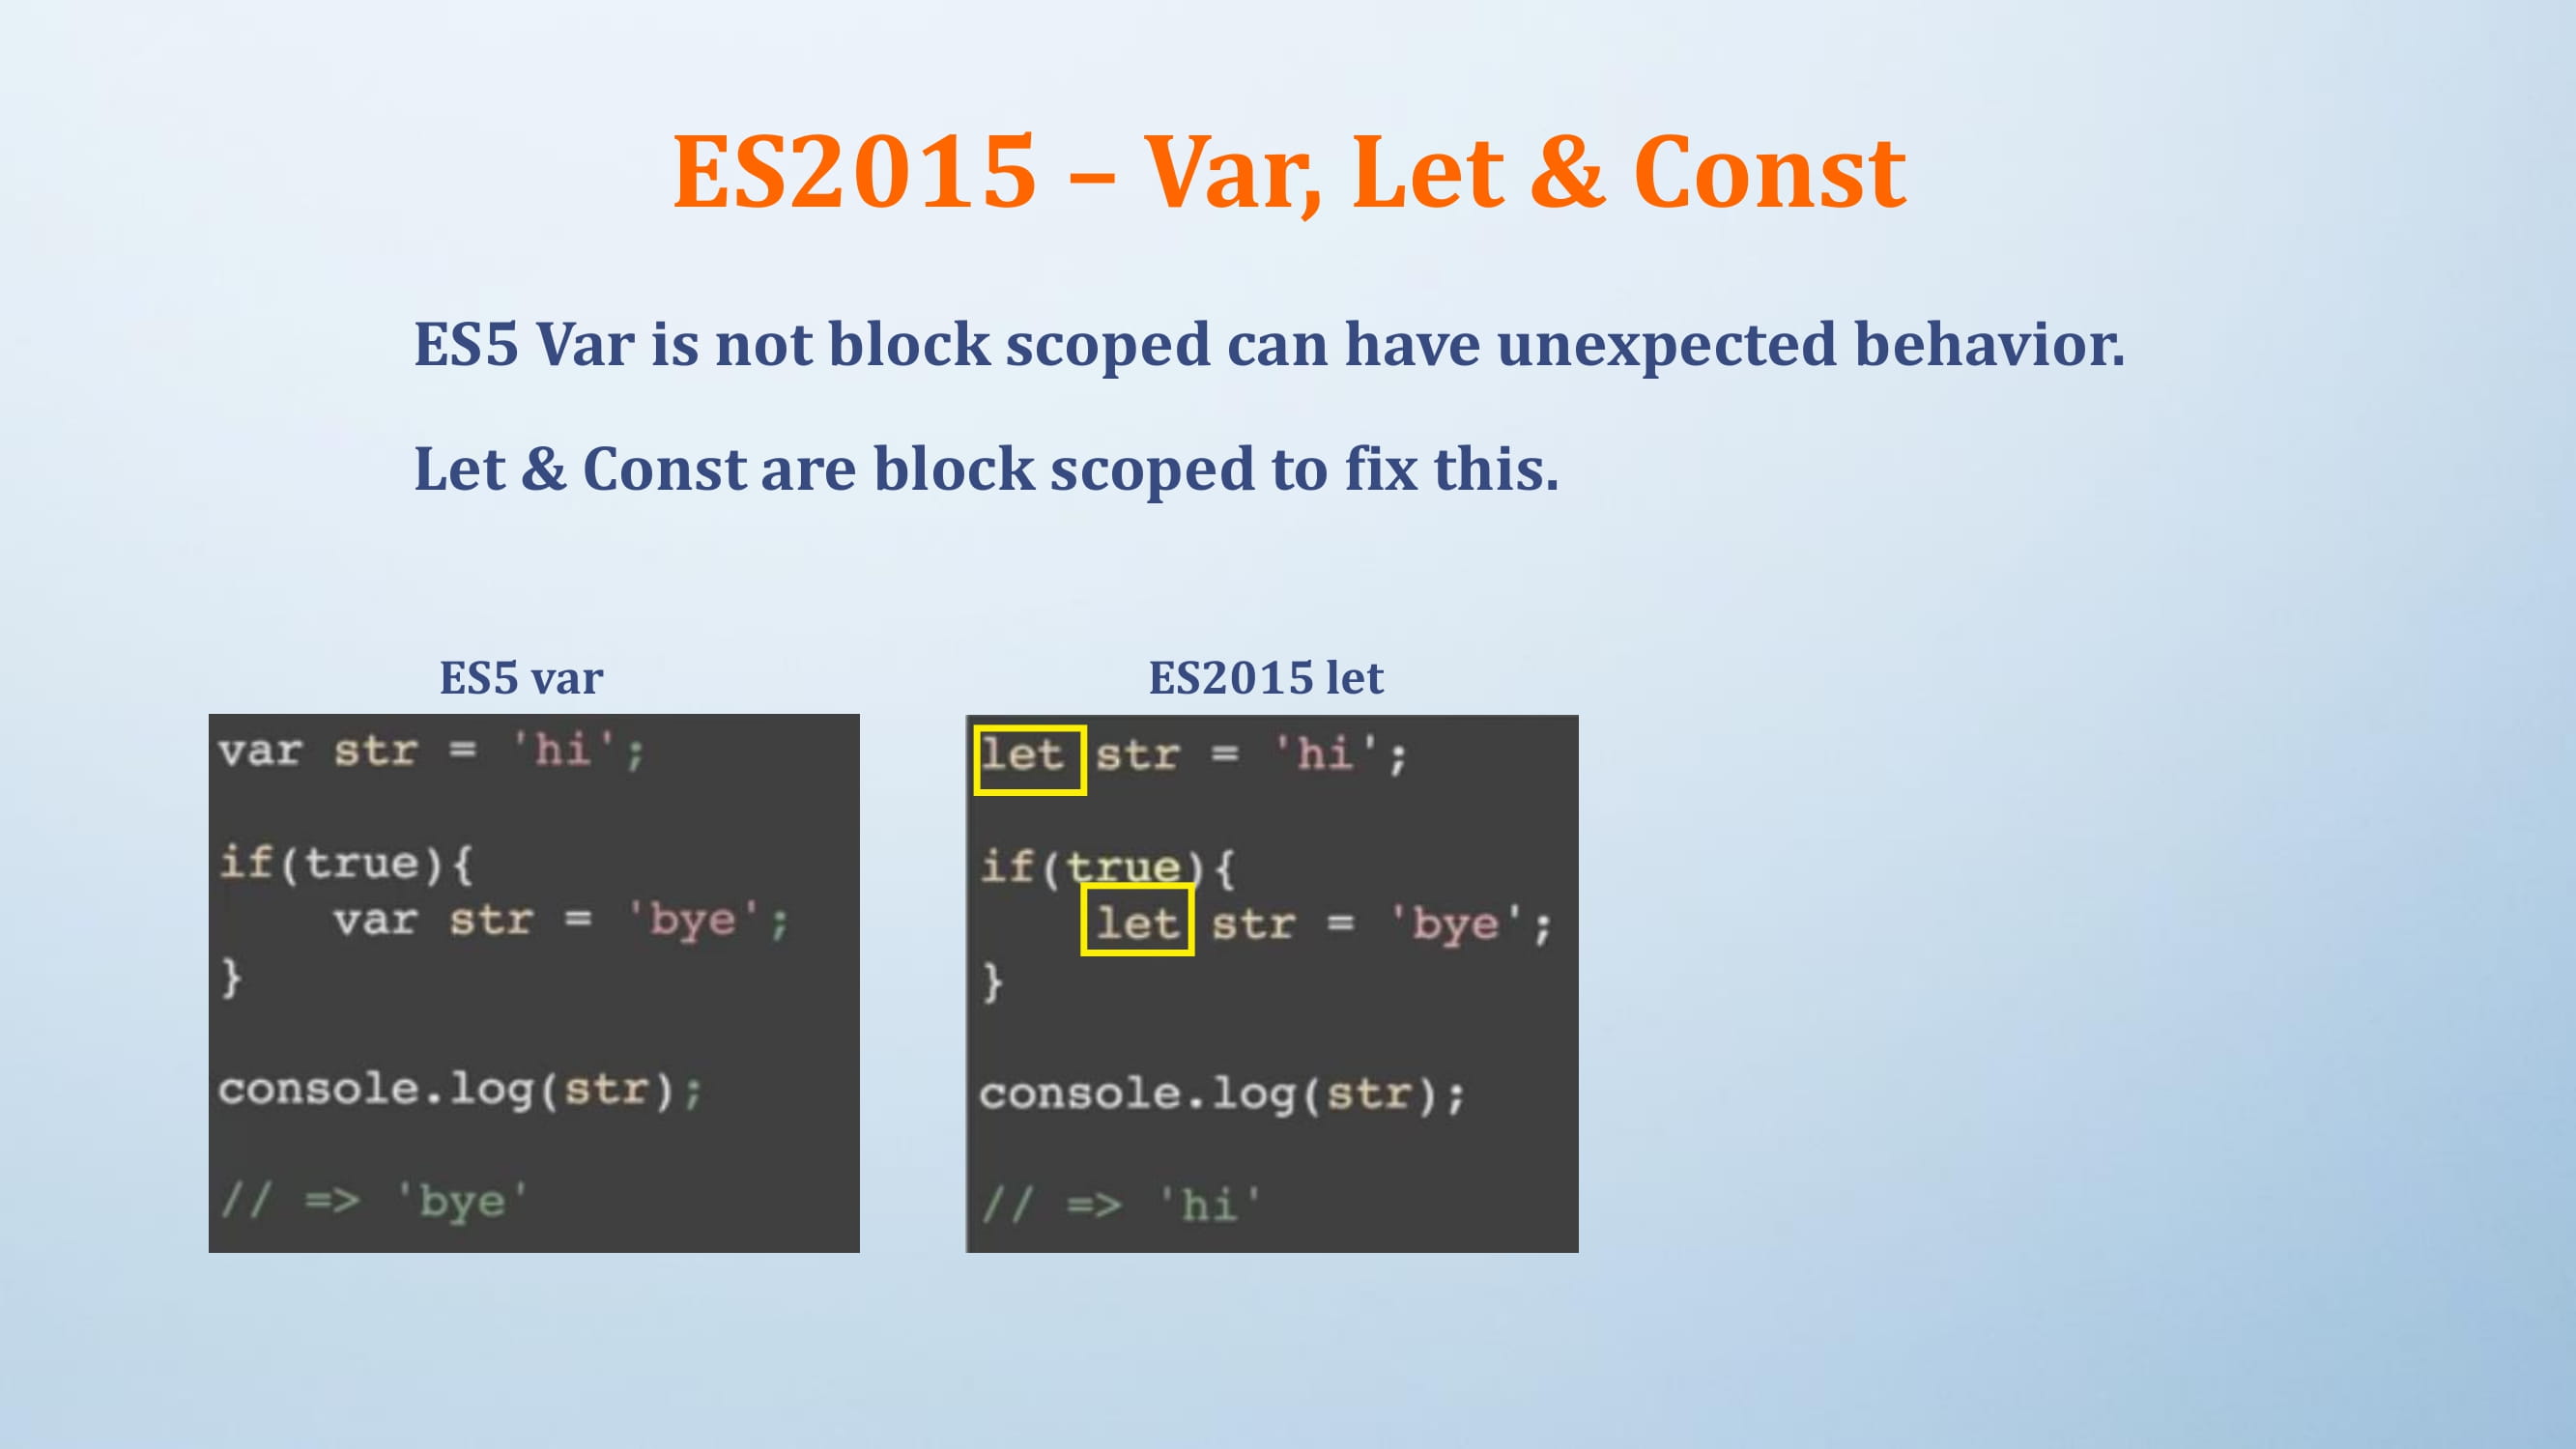 ES2015 – Var, Let & Const
ES5 Var is not block scoped can have unexpected behavior.
Let & Const are block scoped to fix this.
ES5 var
var str = 'hi';
if(true){
    var str = 'bye';
}
console.log(str);
// => 'bye'
ES2015 let
let str = 'hi';
if(true){
    let str = 'bye';
}
console.log(str);
// => 'hi'